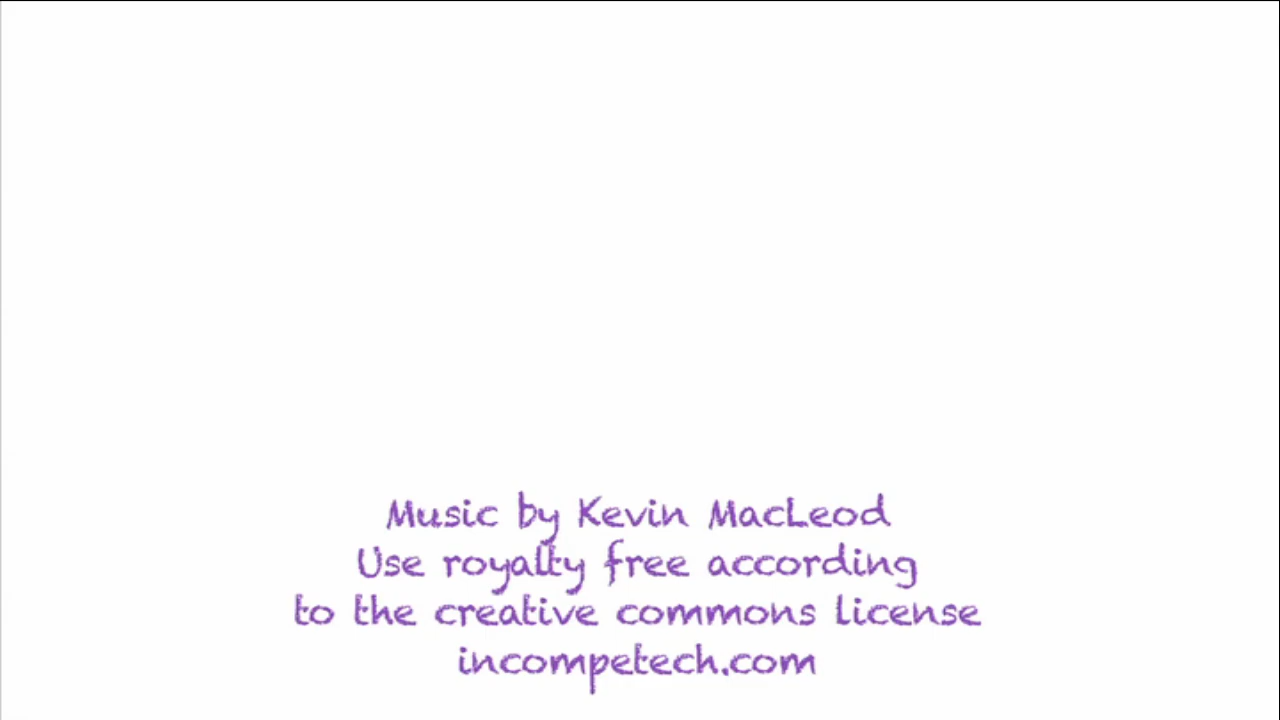 Music by Kevin MacLeod
Use royalty free according
to the creative commons license
incompetech.com